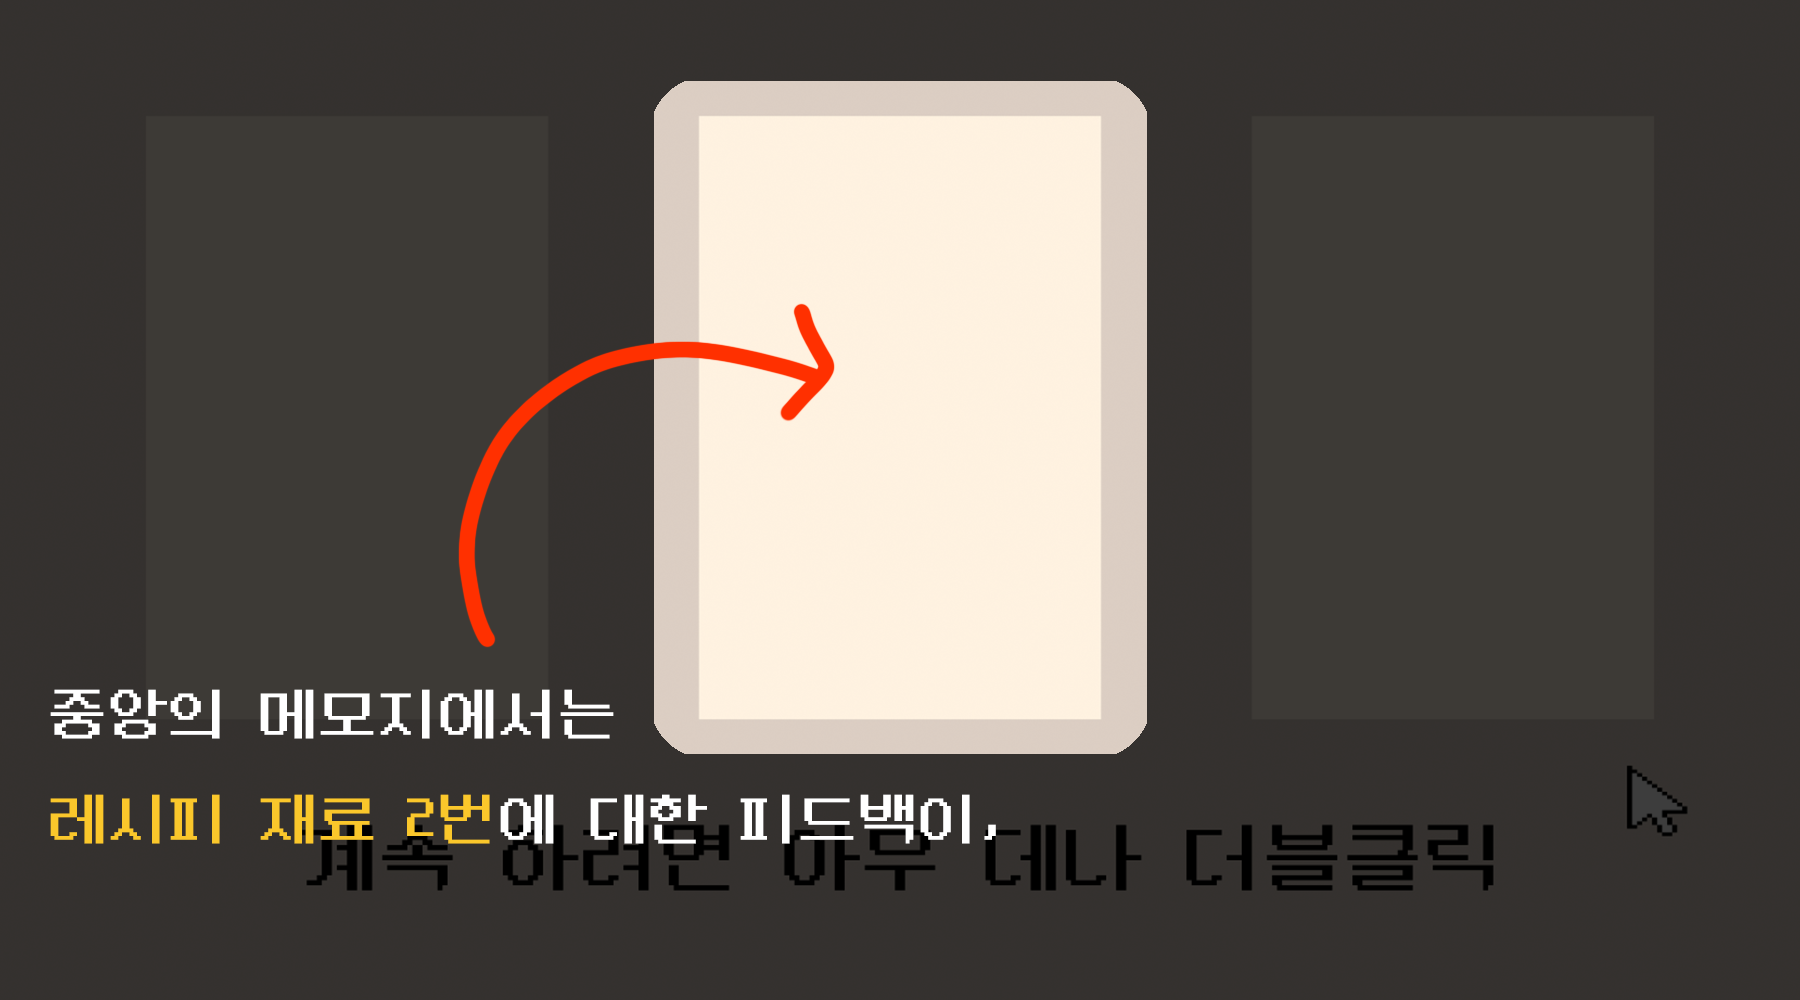 중앙의 메모지에서는
레시피 재료 2번에 대한 피드백이,
계속 하려면 아무 데나 더블클릭